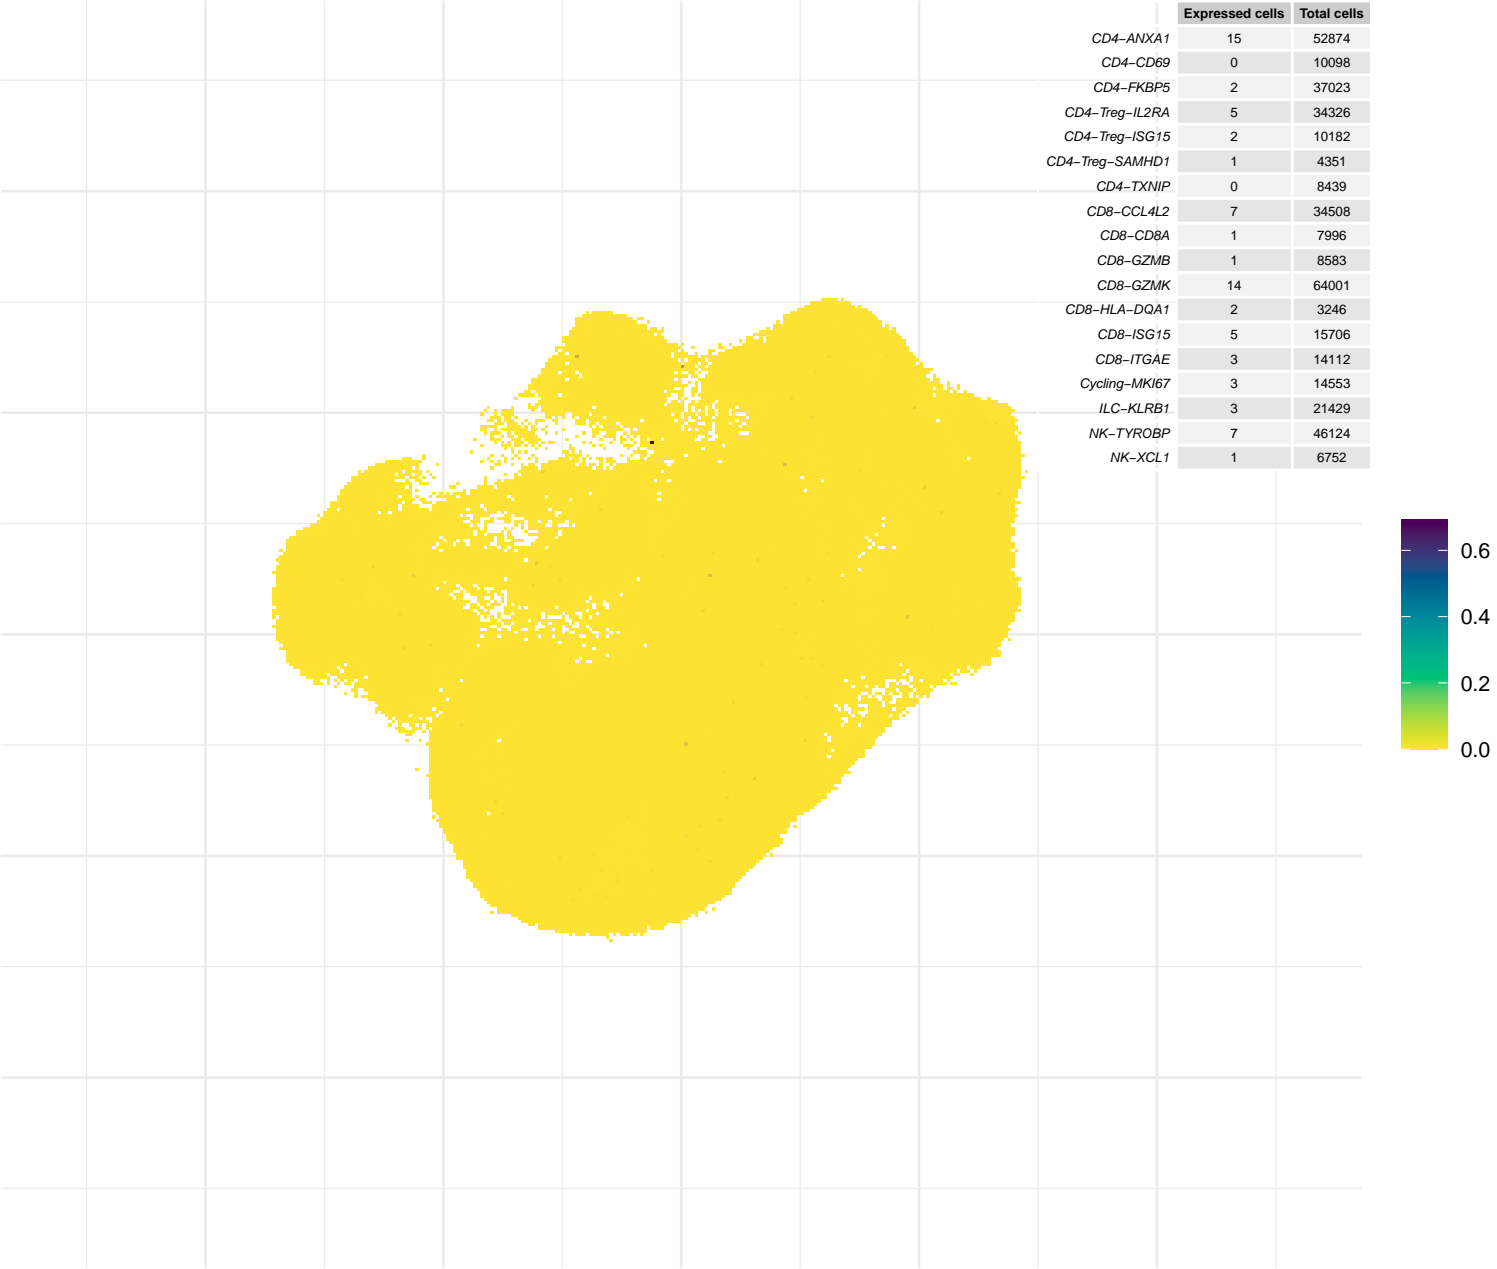 Expressed cells Total cells
CD4−ANXA1 15 52874
CD4−CD69 0 10098
CD4−FKBP5 2 37023
CD4−Treg−IL2RA 5 34326
CD4−Treg−ISG15 2 10182
CD4−Treg−SAMHD1 1 4351
CD4−TXNIP 0 8439
CD8−CCL4L2 7 34508
CD8−CD8A 1 7996
CD8−GZMB 1 8583
CD8−GZMK 14 64001
CD8−HLA−DQA1 2 3246
CD8−ISG15 5 15706
CD8−ITGAE 3 14112
Cycling−MKI67 3 14553
ILC−KLRB1 3 21429
NK−TYROBP 7 46124
NK−XCL1 1 6752
0.6
0.4
0.2
0.0